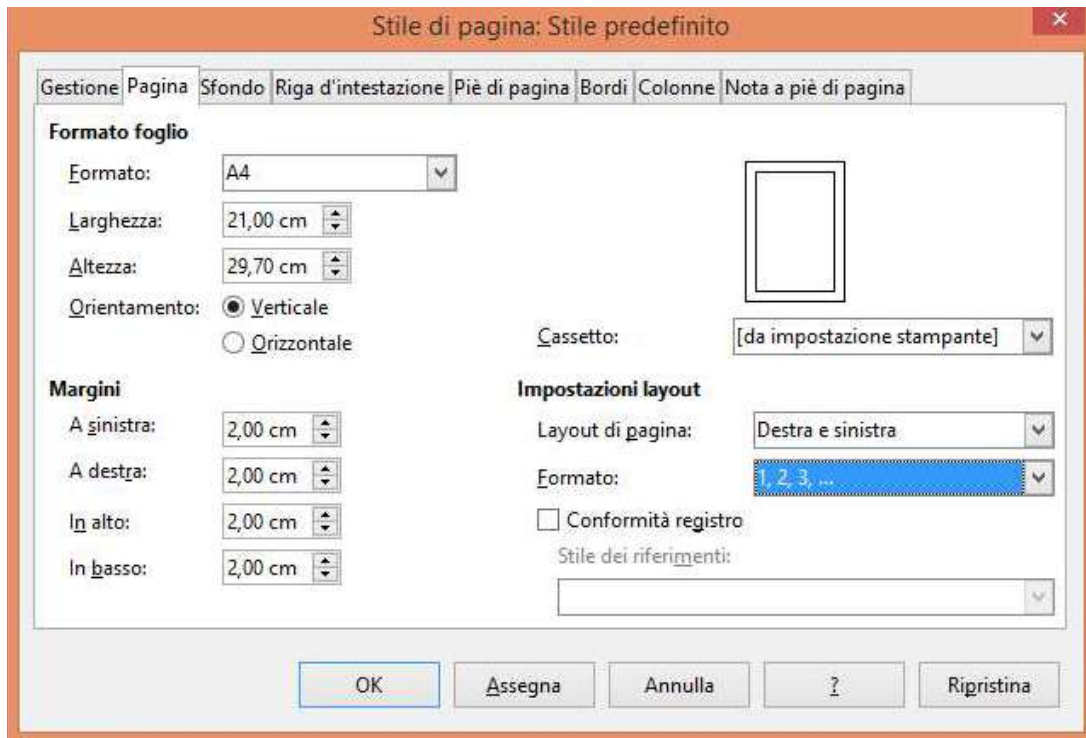 Stile di pagina: Stile predefinito
Gestione Pagina Sfondo Riga d'intestazione Piè di pagina Bordi Colonne Nota a piè di pagina
Formato foglio
Formato: A4
Larghezza: 21,00 cm
Altezza: 29,70 cm
Orientamento: Verticale
Orizzontale
Cassetto: [da impostazione stampante]
Margini
A sinistra: 2,00 cm
A destra: 2,00 cm
In alto: 2,00 cm
In basso: 2,00 cm
Impostazioni layout
Layout di pagina: Destra e sinistra
Formato: 1, 2, 3, ...
Conformità registro
Stile dei riferimenti:
OK Assegna Annulla ? Ripristina